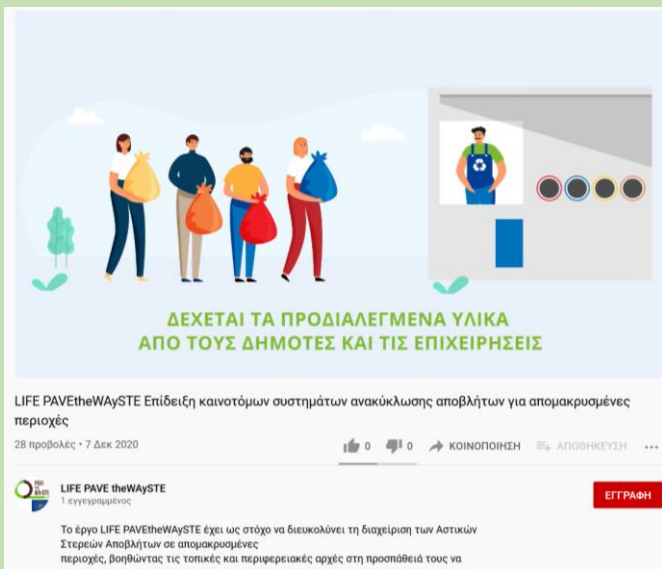 ΔΕΧΕΤΑΙ ΤΑ ΠΡΟΔΙΑΛΕΓΜΕΝΑ ΥΛΙΚΑ
ΑΠΟ ΤΟΥΣ ΔΗΜΟΤΕΣ ΚΑΙ ΤΙΣ ΕΠΙΧΕΙΡΗΣΕΙΣ
LIFE PAVEtheWAySTE Επίδειξη καινοτόμων συστημάτων ανακύκλωσης αποβλήτων για απομακρυσμένες
περιοχές
28 προβολές • 7 Δεκ 2020
0 0 ΚΟΙΝΟΠΟΙΗΣΗ ΑΠΟΘΗΚΕΥΣΗ
LIFE PAVE theWAySTE
1 εγγεγραμμένος
ΕΓΓΡΑΦΗ
Το έργο LIFE PAVEtheWAySTE έχει ως στόχο να διευκολύνει τη διαχείριση των Αστικών
Στερεών Αποβλήτων σε απομακρυσμένες
περιοχές, βοηθώντας τις τοπικές και περιφερειακές αρχές στη προσπάθειά τους να